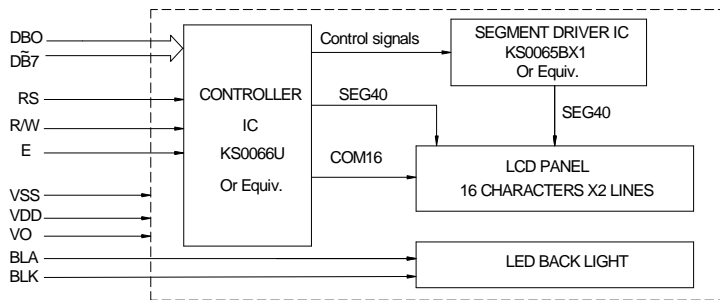 DBO
~
DB7
RS
R/W
E
VSS
VDD
VO
BLA
BLK
CONTROLLER
IC
KS0066U
Or Equiv.
Control signals
SEG40
COM16
SEGMENT DRIVER IC
KS0065BX1
Or Equiv.
SEG40
LCD PANEL
16 CHARACTERS X2 LINES
LED BACK LIGHT